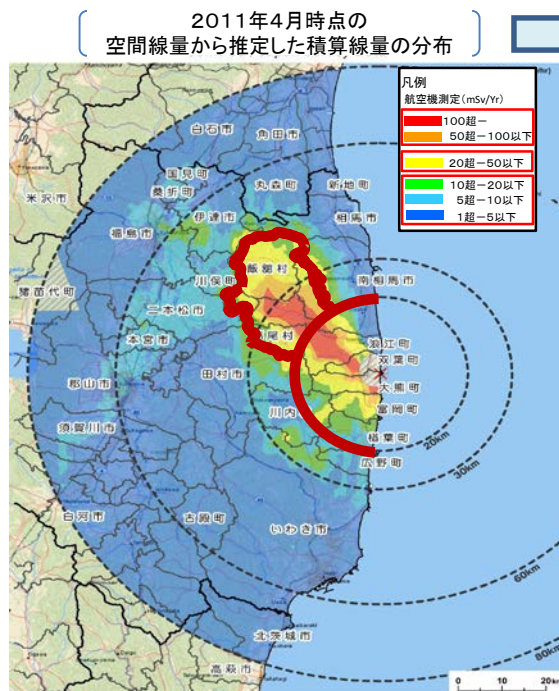 2011年4月時点の
空間線量から推定した積算線量の分布
凡例
航空機測定(mSv/Yr)
100超ー
50超ー100以下
20超ー50以下
10超ー20以下
5超ー10以下
1超ー5以下
白石市
角田市
国見町
米沢市
桑折町
丸森町
新地町
伊達市
相馬市
福島市
飯舘村
川俣町
南相馬市
猪苗代町
二本松市
尾村
浪江町
本宮市
双葉町
田村市
大熊町
郡山市
川内
富岡町
須賀川市
楢葉町
20km
広野町
30km
白河市
古殿町
いわき市
60km
北茨城市
80km
高萩市
0
10
20